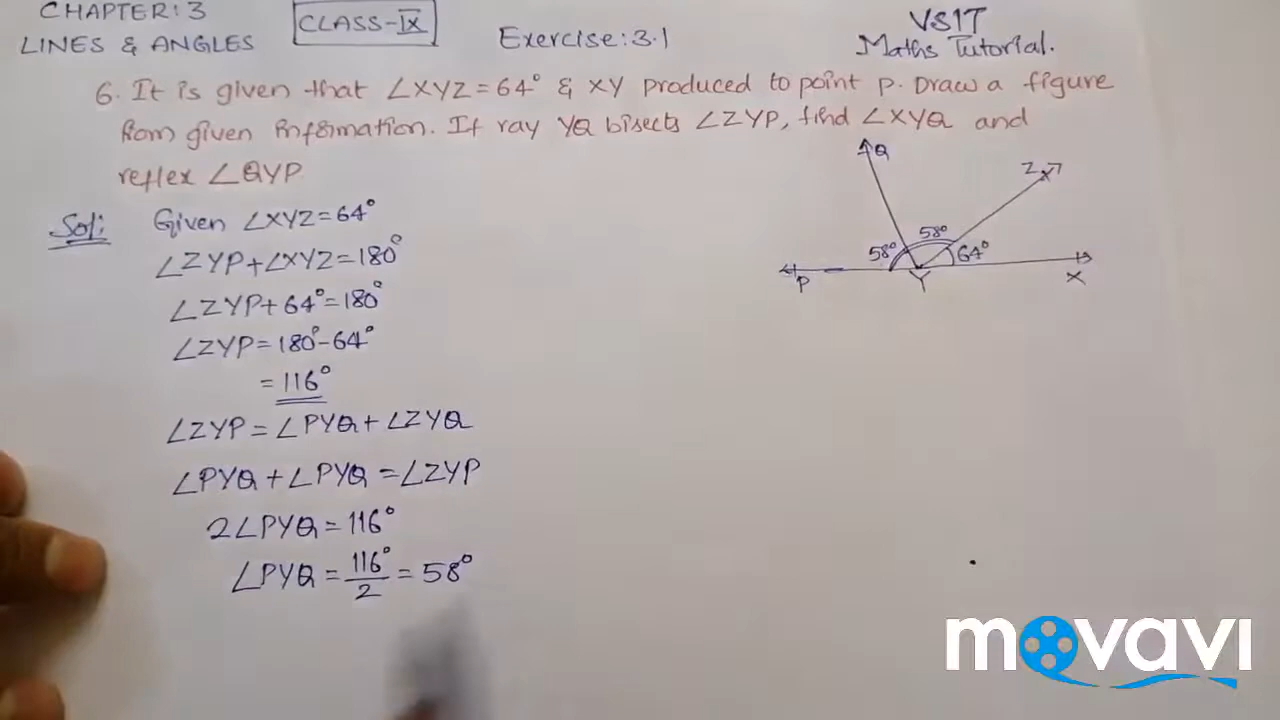 CHAPTER:3
CLASS-IX
LINES & ANGLES
Exercise:3.1
VSIT
Maths Tutorial.
6. It is given that ∠XYZ=64° & XY produced to point P. Draw a figure
from given information. If ray YQ bisects ∠ZYP, find ∠XYQ and
reflex ∠QYP
Sol: Given ∠XYZ=64°
∠ZYP+∠XYZ=180°
∠ZYP+64°=180°
∠ZYP=180°-64°
=116°
∠ZYP=∠PYQ+∠ZYQ
∠PYQ+∠PYQ=∠ZYP
2∠PYQ=116°
∠PYQ=116°/2=58°
Q
Z
58°
58°
64°
P
Y
X
movavi